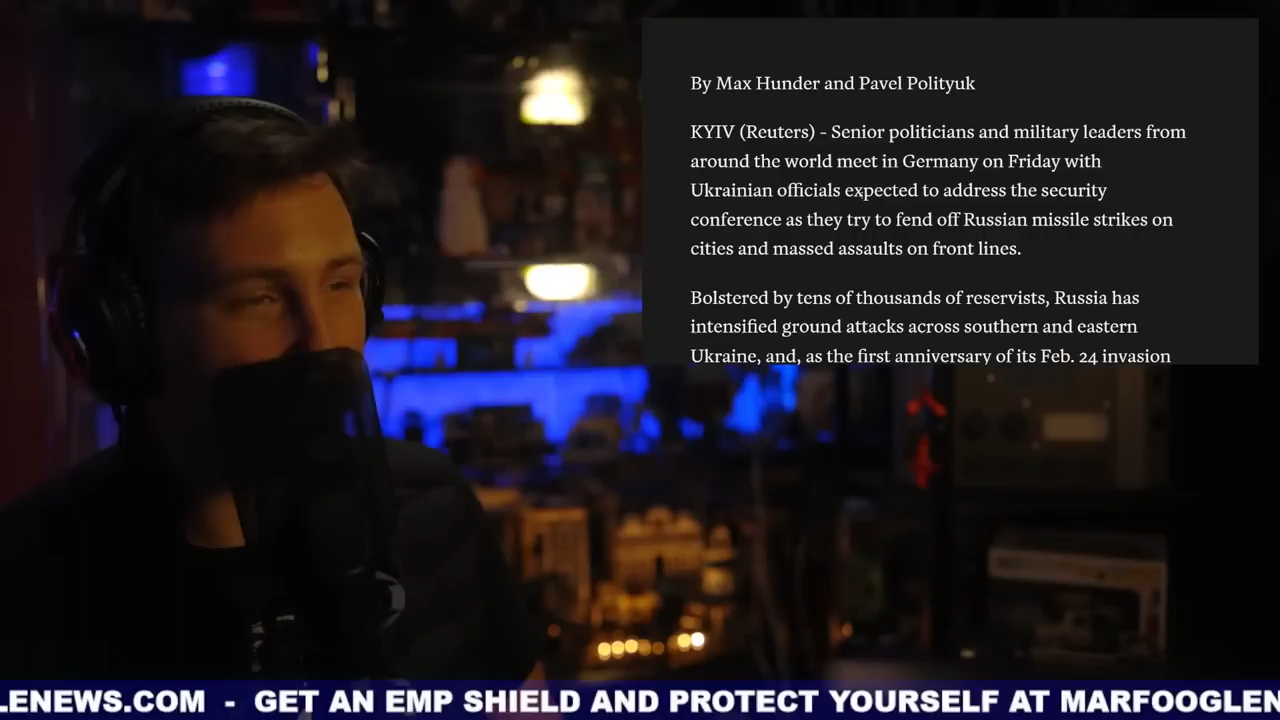 By Max Hunder and Pavel Polityuk
KYIV (Reuters) - Senior politicians and military leaders from
around the world meet in Germany on Friday with
Ukrainian officials expected to address the security
conference as they try to fend off Russian missile strikes on
cities and massed assaults on front lines.
Bolstered by tens of thousands of reservists, Russia has
intensified ground attacks across southern and eastern
Ukraine, and, as the first anniversary of its Feb. 24 invasion
LENEWS.COM - GET AN EMP SHIELD AND PROTECT YOURSELF AT MARFOOGLEN